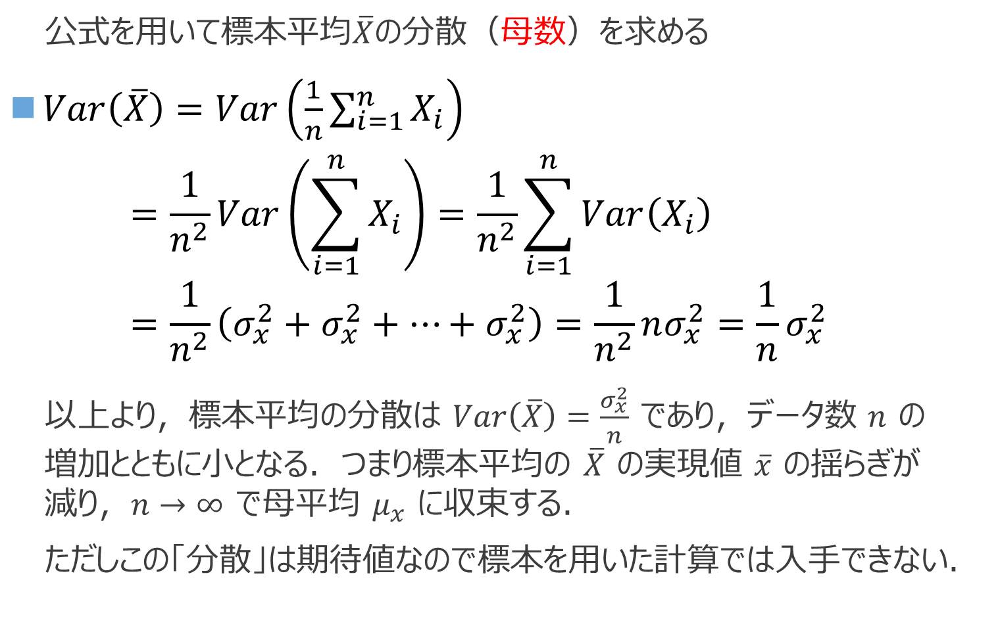 公式を用いて標本平均X̄の分散（母数）を求める
Var(X̄) = Var(1/n ∑_{i=1}^{n} X_i)
= 1/n² Var(∑_{i=1}^{n} X_i) = 1/n² ∑_{i=1}^{n} Var(X_i)
= 1/n² (σ_x² + σ_x² + ⋯ + σ_x²) = 1/n² nσ_x² = 1/n σ_x²
以上より，標本平均の分散は Var(X̄) = σ_x²/n であり，データ数 n の
増加とともに小となる．つまり標本平均の X̄ の実現値 x̄ の揺らぎが
減り，n → ∞ で母平均 μ_x に収束する．
ただしこの「分散」は期待値なので標本を用いた計算では入手できない．